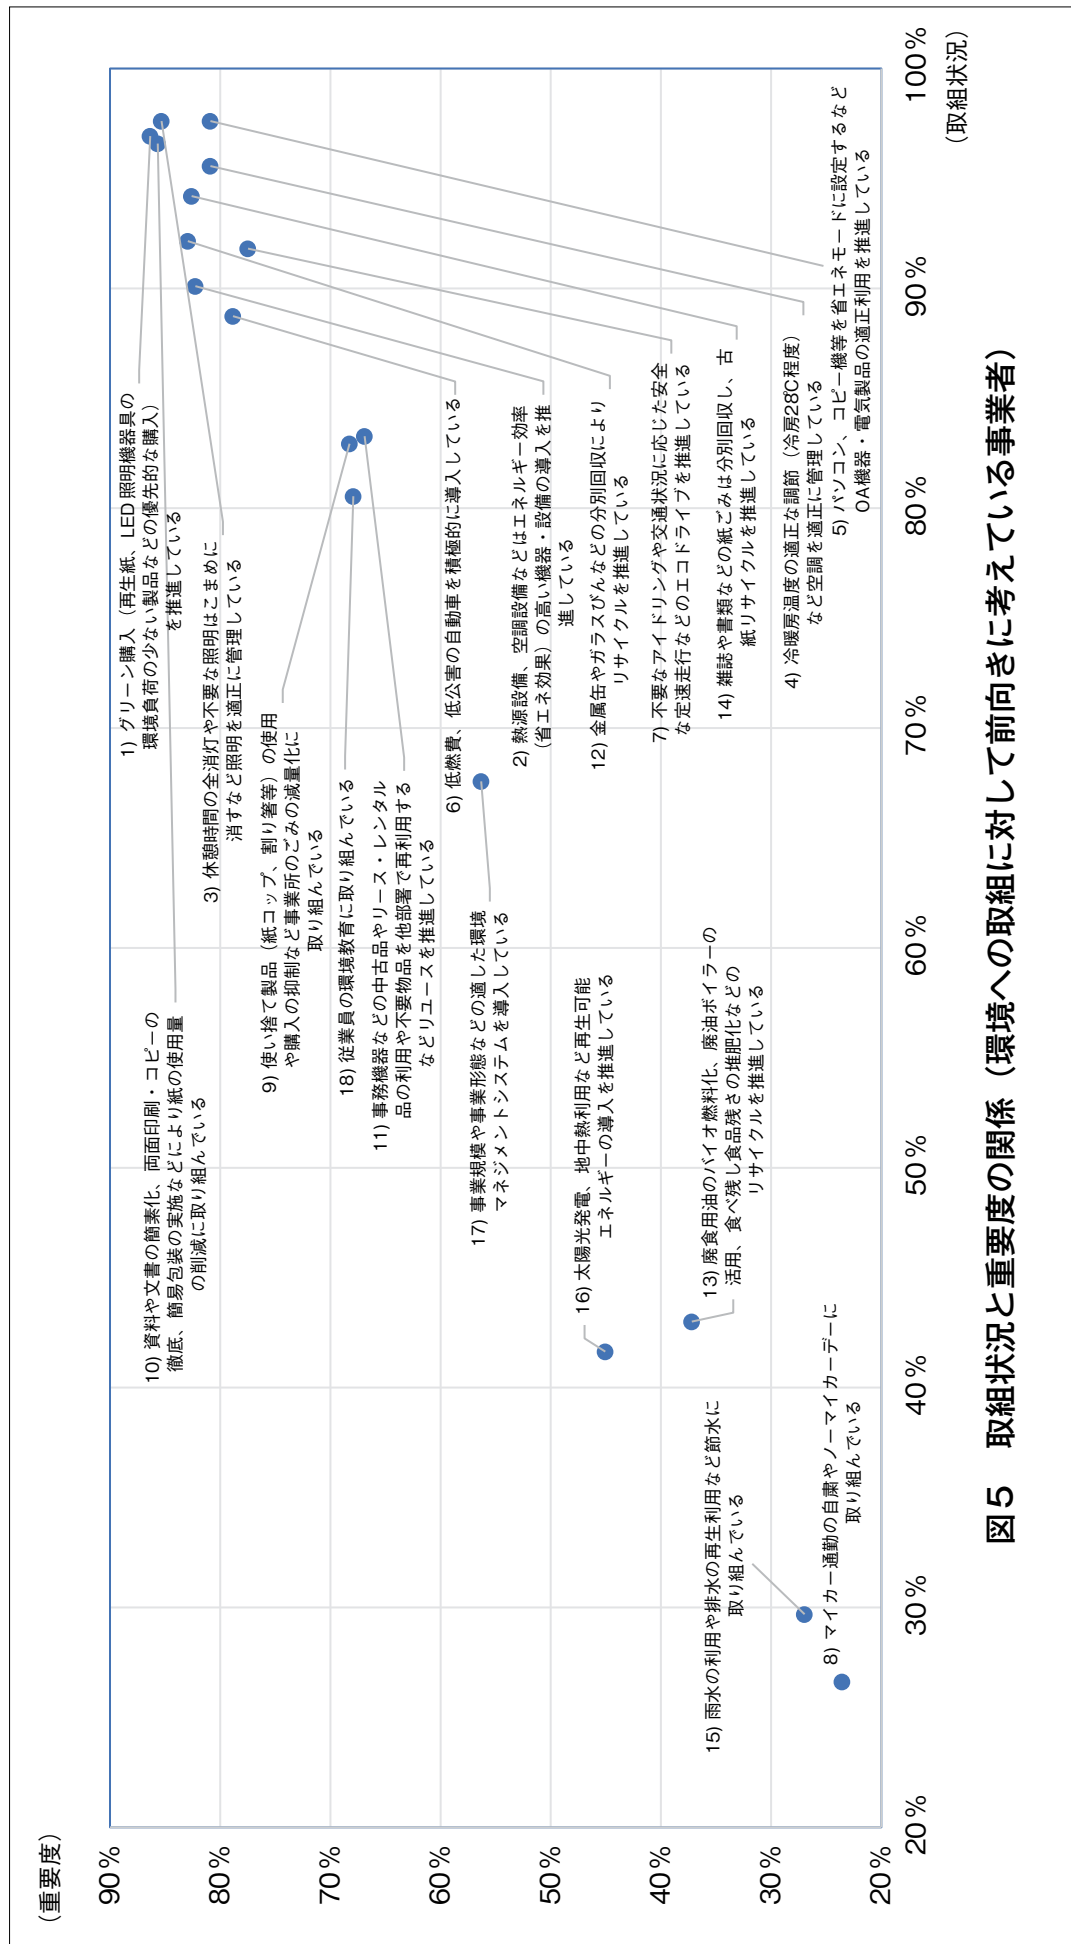 （重要度）
90％
80％
70％
60％
50％
40％
30％
20％
20％
30％
40％
50％
60％
70％
80％
90％
100％
（取組状況）
10) 資料や文書の簡素化、両面印刷・コピーの
徹底、簡易包装の実施などにより紙の使用量
の削減に取り組んでいる
1) グリーン購入（再生紙、LED 照明機器具の
環境負荷の少ない製品などの優先的な購入）
を推進している
3) 休憩時間の全消灯や不要な照明はこまめに
消すなど照明を適正に管理している
9) 使い捨て製品（紙コップ、割り箸等）の使用
や購入の抑制など事業所のごみの減量化に
取り組んでいる
18) 従業員の環境教育に取り組んでいる
11) 事務機器などの中古品やリース・レンタル
品の利用や不要物品を他部署で再利用する
などリユースを推進している
6) 低燃費、低公害の自動車を積極的に導入している
17) 事業規模や事業形態などの適した環境
マネジメントシステムを導入している
2) 熱源設備、空調設備などはエネルギー効率
（省エネ効果）の高い機器・設備の導入を推
進している
16) 太陽光発電、地中熱利用など再生可能
エネルギーの導入を推進している
12) 金属缶やガラスびんなどの分別回収により
リサイクルを推進している
7) 不要なアイドリングや交通状況に応じた安全
な定速走行などのエコドライブを推進している
13) 廃食用油のバイオ燃料化、廃油ボイラーの
活用、食べ残し食品残さの堆肥化などの
リサイクルを推進している
14) 雑誌や書類などの紙ごみは分別回収し、古
紙リサイクルを推進している
15) 雨水の利用や排水の再生利用など節水に
取り組んでいる
4) 冷暖房温度の適正な調節（冷房28℃程度）
など空調を適正に管理している
8) マイカー通勤の自粛やノーマイカーデーに
取り組んでいる
5) パソコン、コピー機等を省エネモードに設定するなど
OA機器・電気製品の適正利用を推進している
図５　取組状況と重要度の関係（環境への取組に対して前向きに考えている事業者）